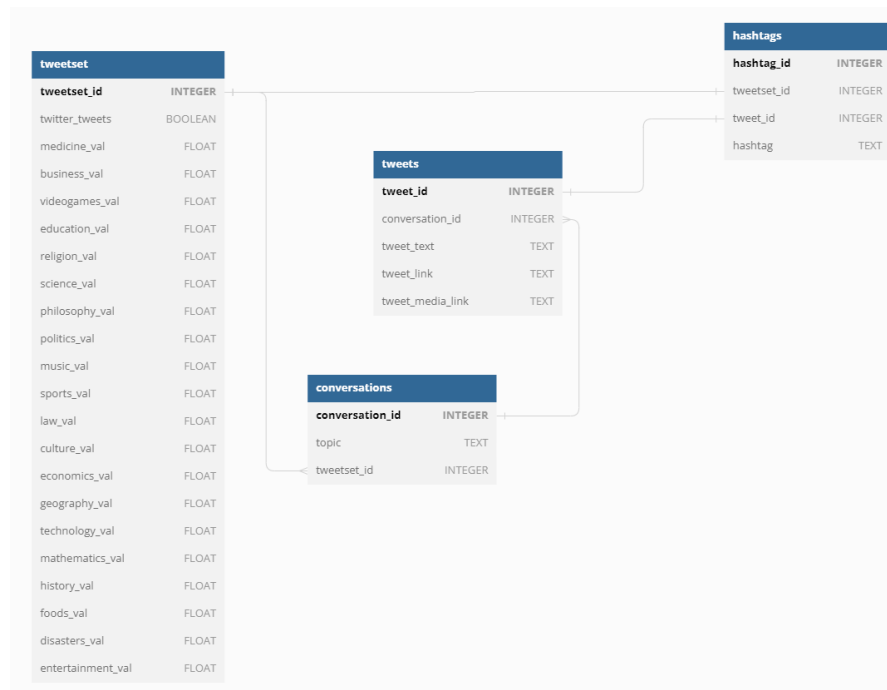 tweetset
tweetset_id INTEGER
twitter_tweets BOOLEAN
medicine_val FLOAT
business_val FLOAT
videogames_val FLOAT
education_val FLOAT
religion_val FLOAT
science_val FLOAT
philosophy_val FLOAT
politics_val FLOAT
music_val FLOAT
sports_val FLOAT
law_val FLOAT
culture_val FLOAT
economics_val FLOAT
geography_val FLOAT
technology_val FLOAT
mathematics_val FLOAT
history_val FLOAT
foods_val FLOAT
disasters_val FLOAT
entertainment_val FLOAT
tweets
tweet_id INTEGER
conversation_id INTEGER
tweet_text TEXT
tweet_link TEXT
tweet_media_link TEXT
conversations
conversation_id INTEGER
topic TEXT
tweetset_id INTEGER
hashtags
hashtag_id INTEGER
tweetset_id INTEGER
tweet_id INTEGER
hashtag TEXT